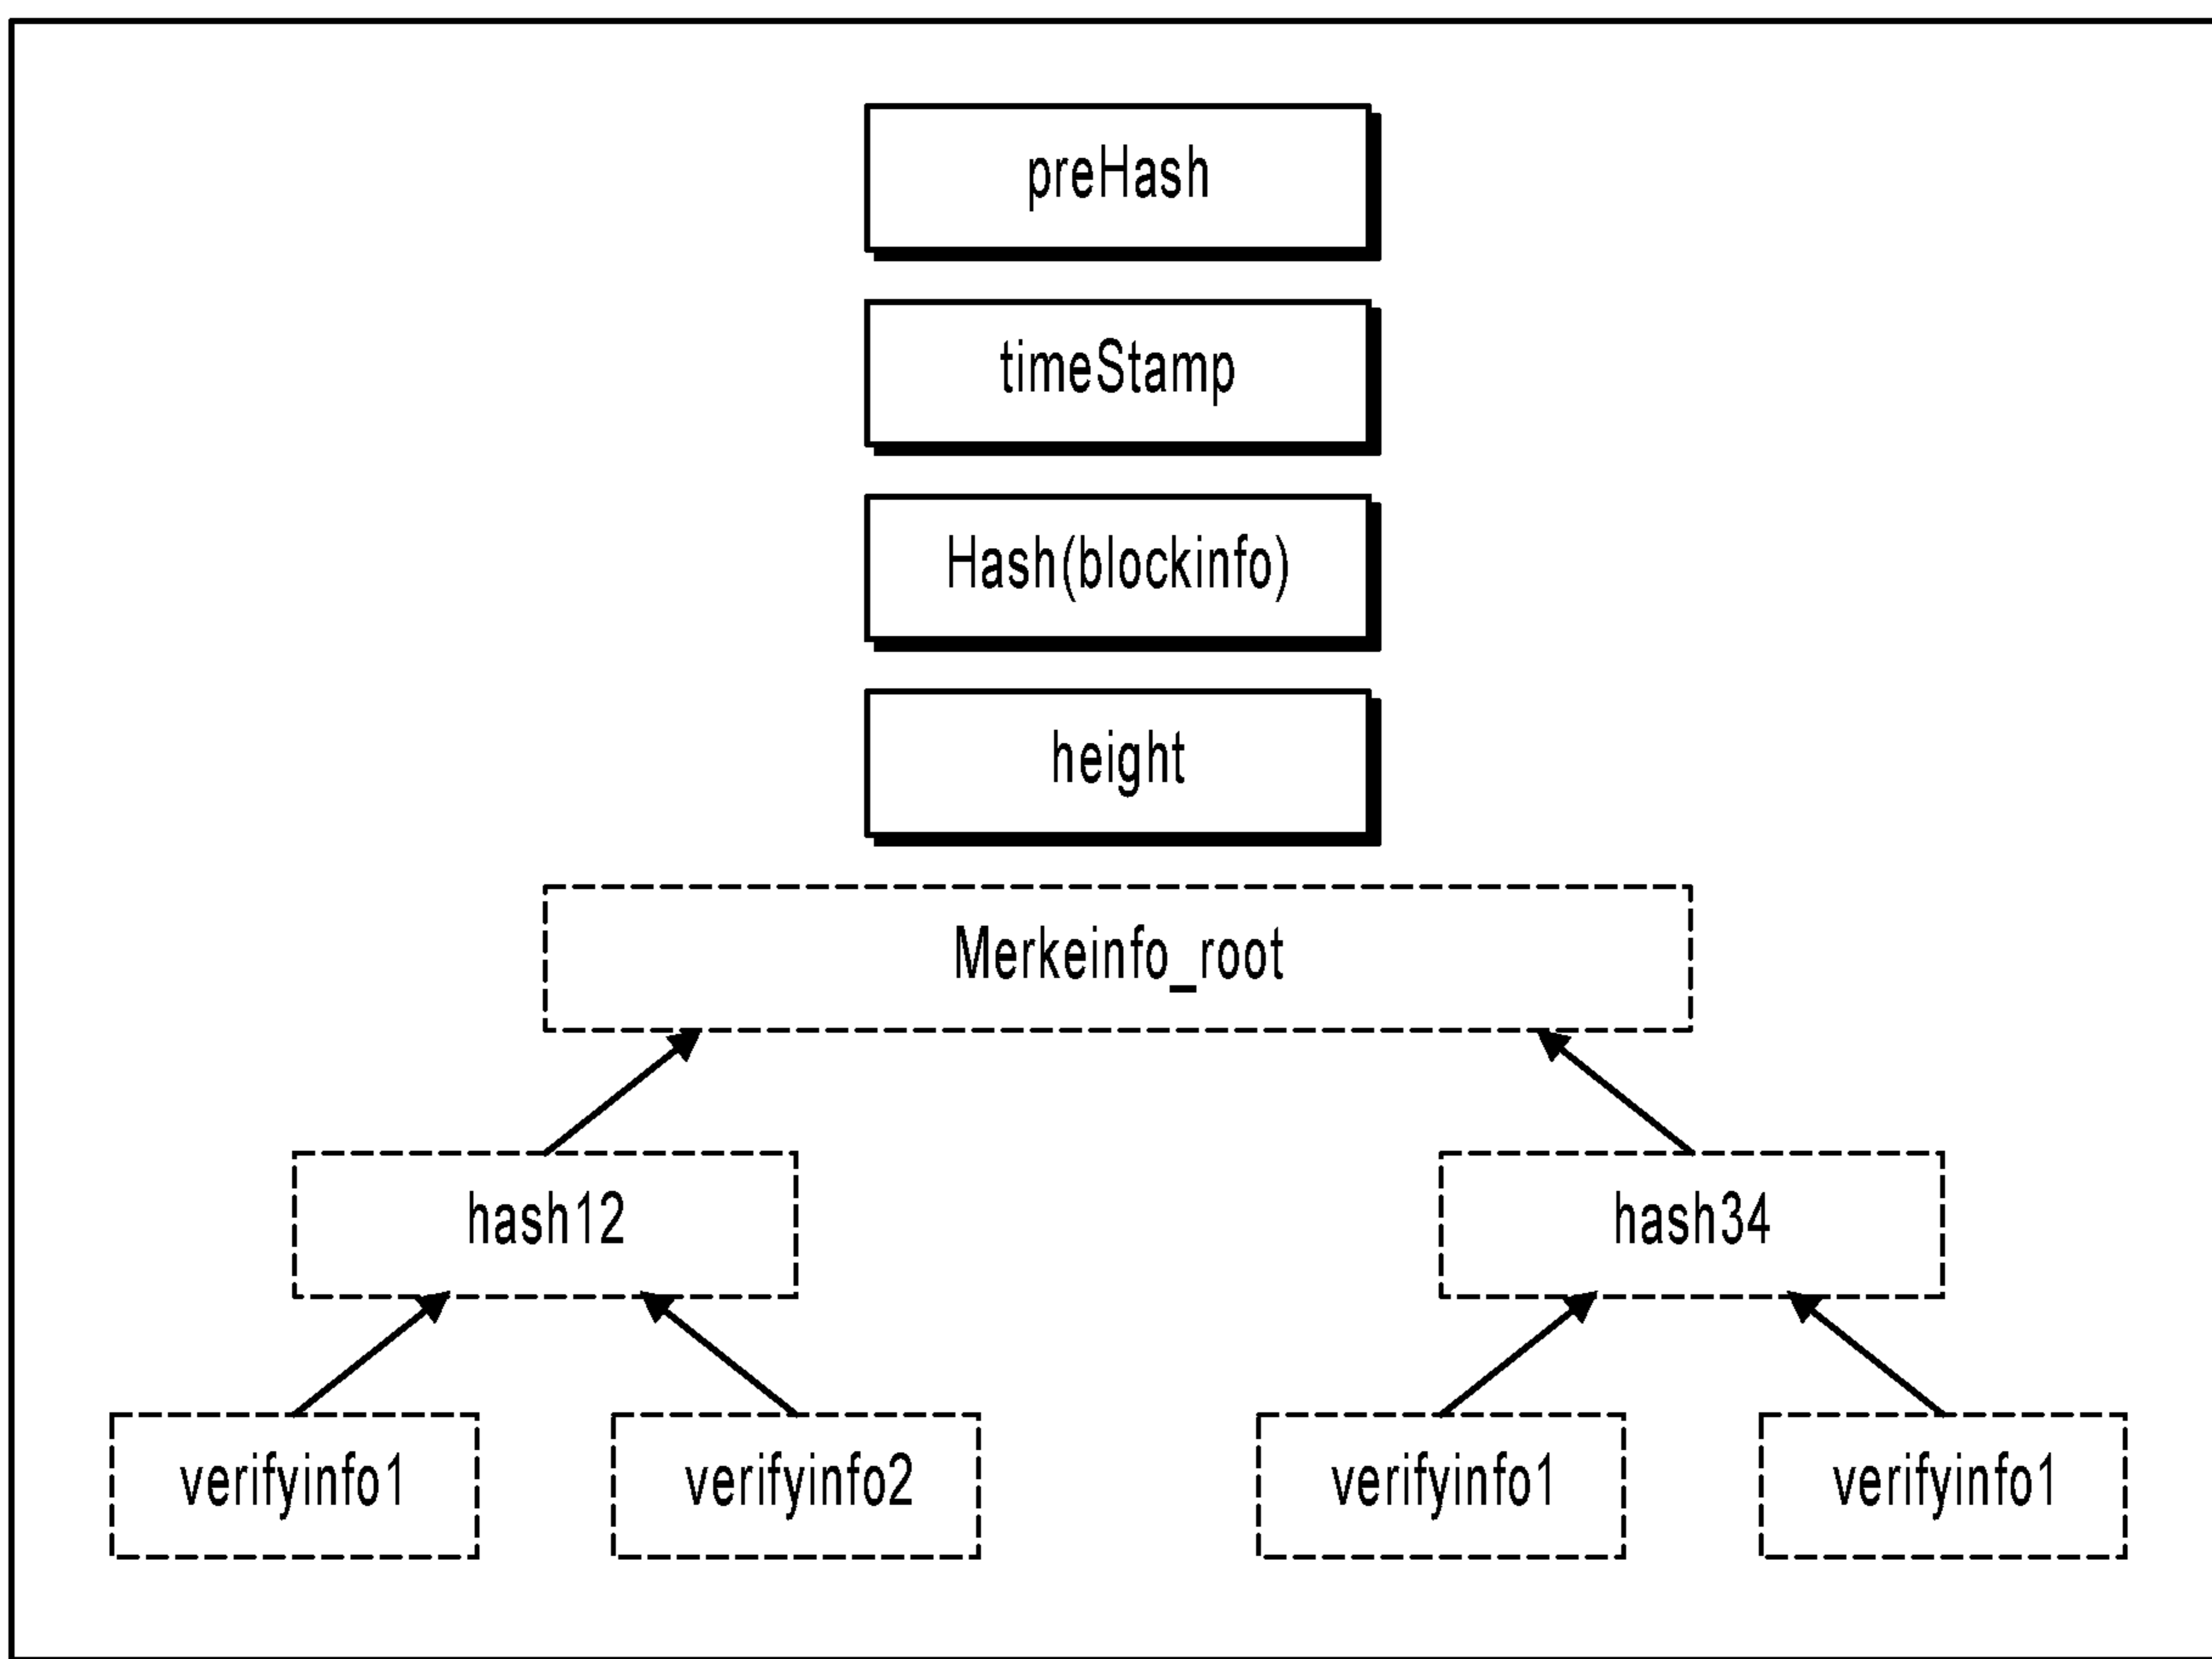 preHash
timeStamp
Hash(blockinfo)
height
Merkeinfo_root
hash12
hash34
verifyinfo1
verifyinfo2
verifyinfo1
verifyinfo1